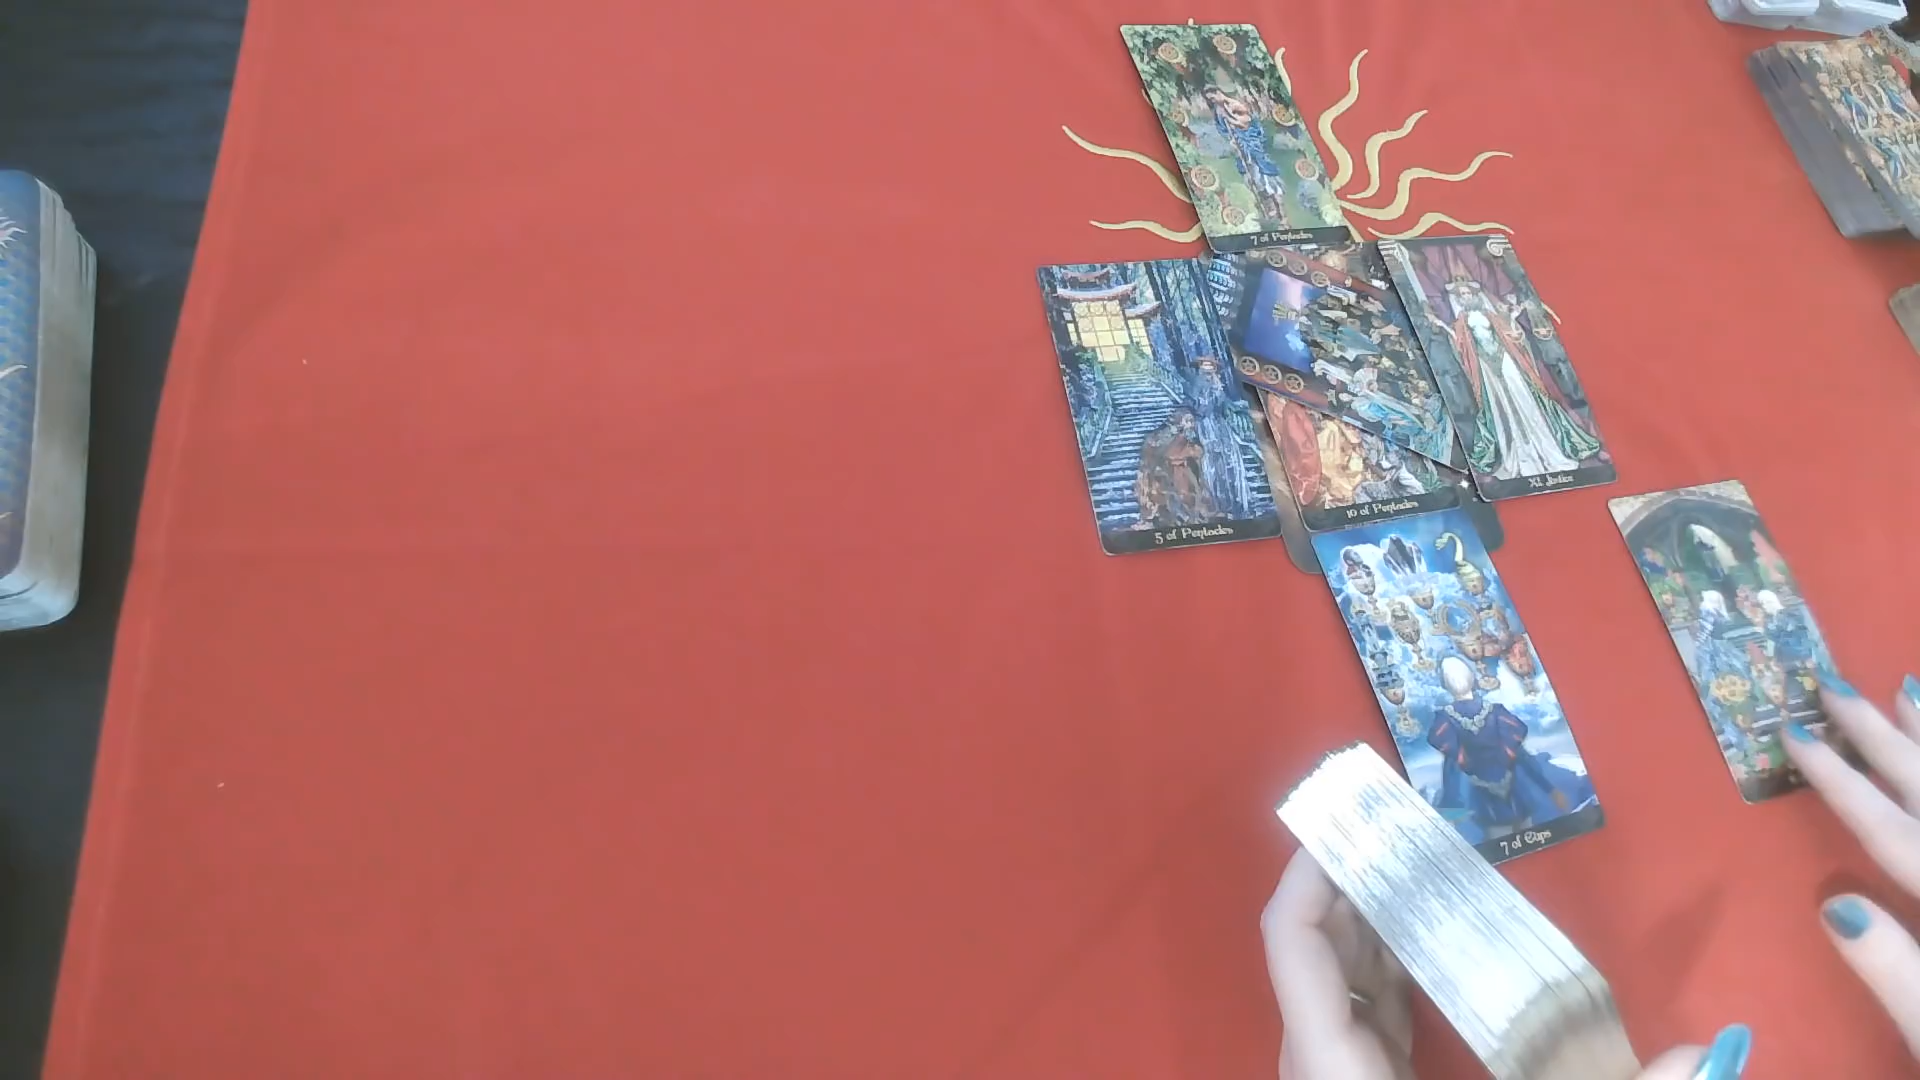 7 of Pentacles
XI. Justice
10 of Pentacles
5 of Pentacles
7 of Cups